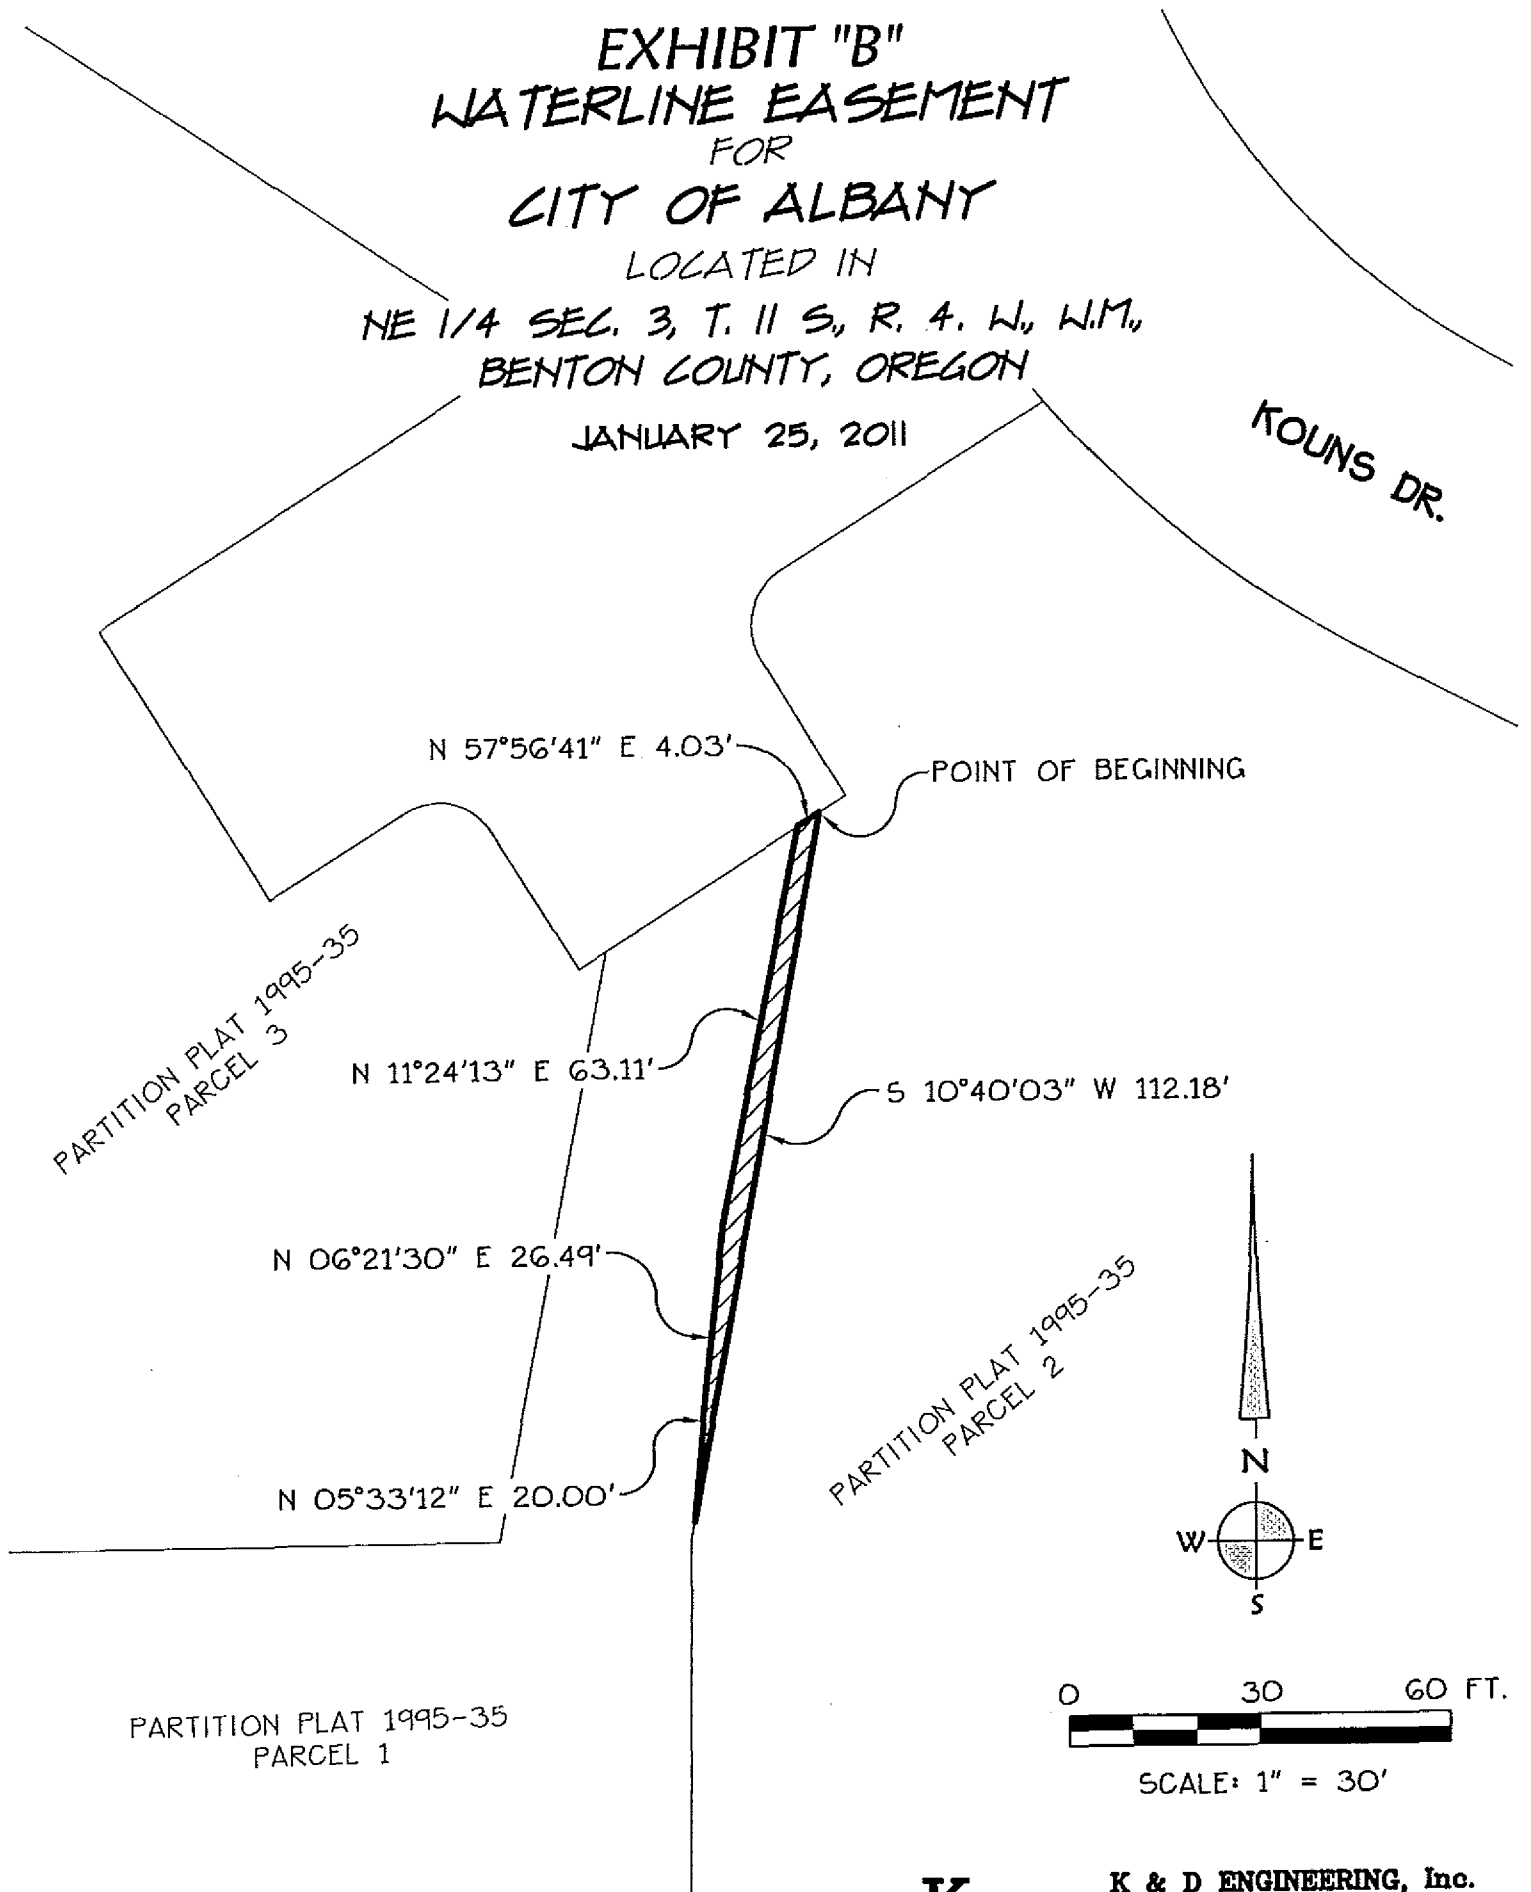 EXHIBIT "B"
WATERLINE EASEMENT
FOR
CITY OF ALBANY
LOCATED IN
NE 1/4 SEC. 3, T. 11 S., R. 4. W., W.M.,
BENTON COUNTY, OREGON
JANUARY 25, 2011
KOUNS DR.
N 57°56'41" E 4.03'
POINT OF BEGINNING
PARTITION PLAT 1995-35
PARCEL 3
N 11°24'13" E 63.11'
S 10°40'03" W 112.18'
N 06°21'30" E 26.49'
PARTITION PLAT 1995-35
PARCEL 2
N 05°33'12" E 20.00'
N
W E
S
PARTITION PLAT 1995-35
PARCEL 1
0 30 60 FT.
SCALE: 1" = 30'
K & D ENGINEERING, Inc.